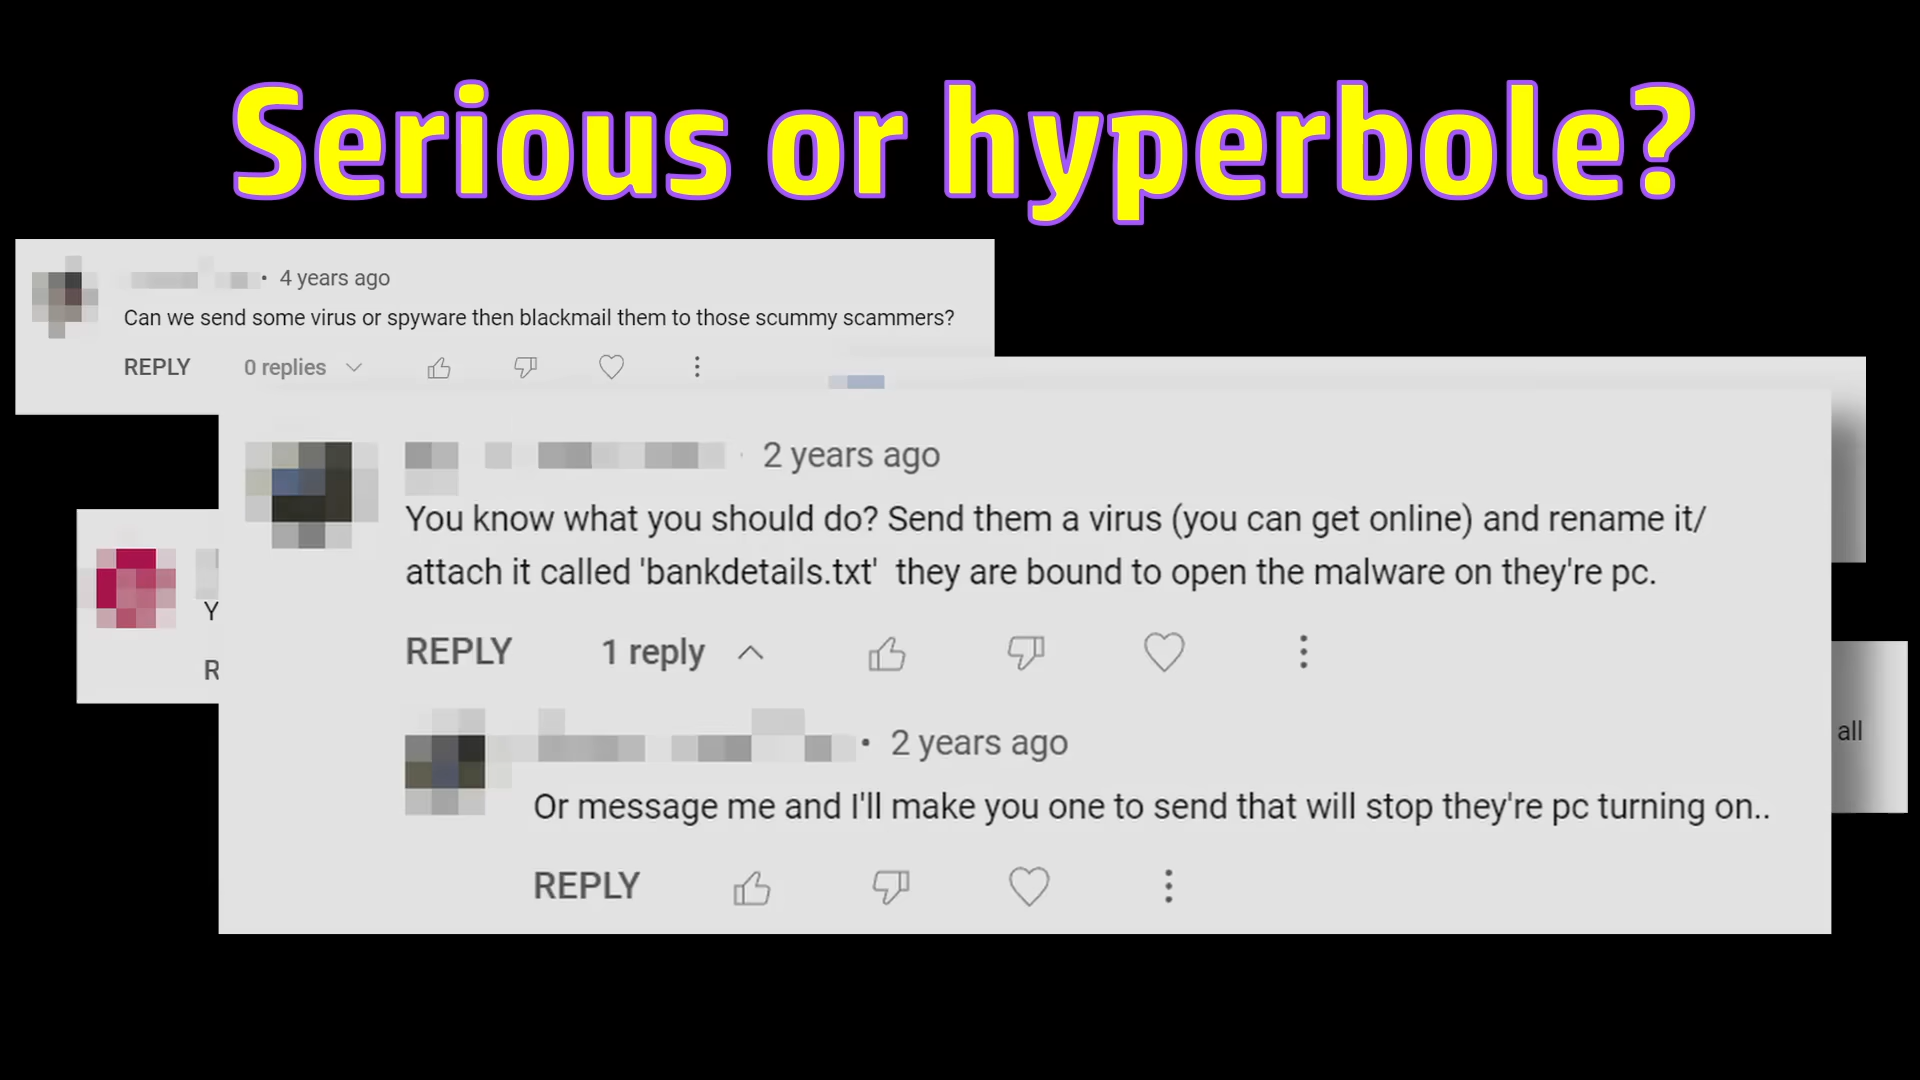 Serious or hyperbole?
• 4 years ago
Can we send some virus or spyware then blackmail them to those scummy scammers?
REPLY 0 replies
· 2 years ago
You know what you should do? Send them a virus (you can get online) and rename it/
attach it called 'bankdetails.txt' they are bound to open the malware on they're pc.
Y
REPLY 1 reply
R
all
• 2 years ago
Or message me and I'll make you one to send that will stop they're pc turning on..
REPLY